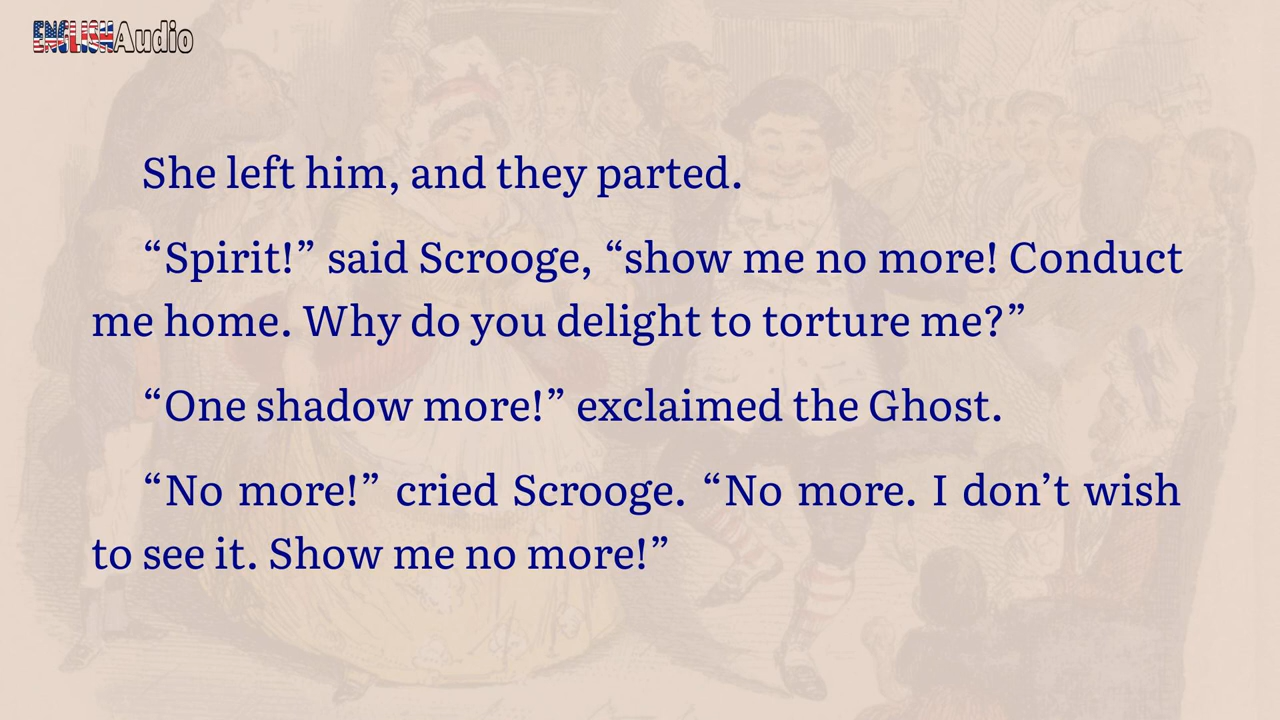 ENGLISHAudio
She left him, and they parted.
“Spirit!” said Scrooge, “show me no more! Conduct
me home. Why do you delight to torture me?”
“One shadow more!” exclaimed the Ghost.
“No more!” cried Scrooge. “No more. I don’t wish
to see it. Show me no more!”